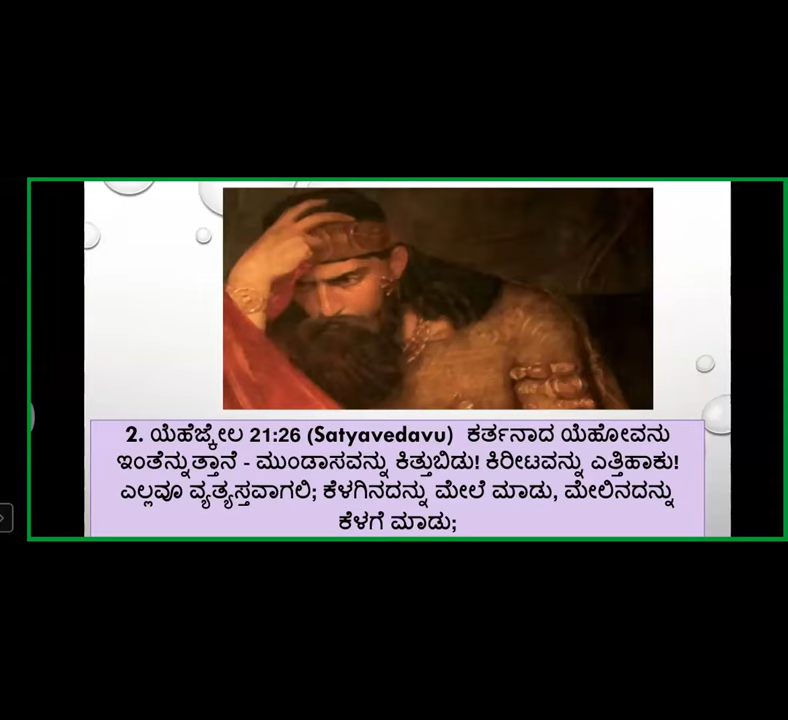 2. ಯೆಹೆಜ್ಕೇಲ 21:26 (Satyavedavu) ಕರ್ತನಾದ ಯೆಹೋವನು
ಇಂತೆನ್ನುತ್ತಾನೆ - ಮುಂಡಾಸವನ್ನು ಕಿತ್ತುಬಿಡು! ಕಿರೀಟವನ್ನು ಎತ್ತಿಹಾಕು!
ಎಲ್ಲವೂ ವ್ಯತ್ಯಸ್ತವಾಗಲಿ; ಕೆಳಗಿನದನ್ನು ಮೇಲೆ ಮಾಡು, ಮೇಲಿನದನ್ನು
ಕೆಳಗೆ ಮಾಡು;